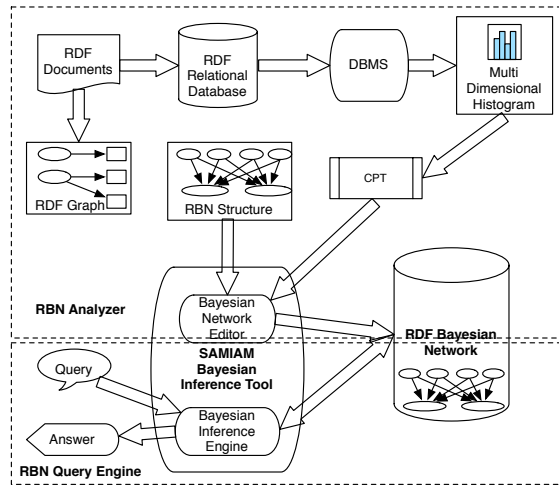 RDF
Documents
RDF
Relational
Database
DBMS
Multi
Dimensional
Histogram
RDF Graph
RBN Structure
CPT
RBN Analyzer
Bayesian
Network
Editor
RDF Bayesian
Network
SAMIAM
Bayesian
Inference Tool
Query
Bayesian
Inference
Engine
Answer
RBN Query Engine